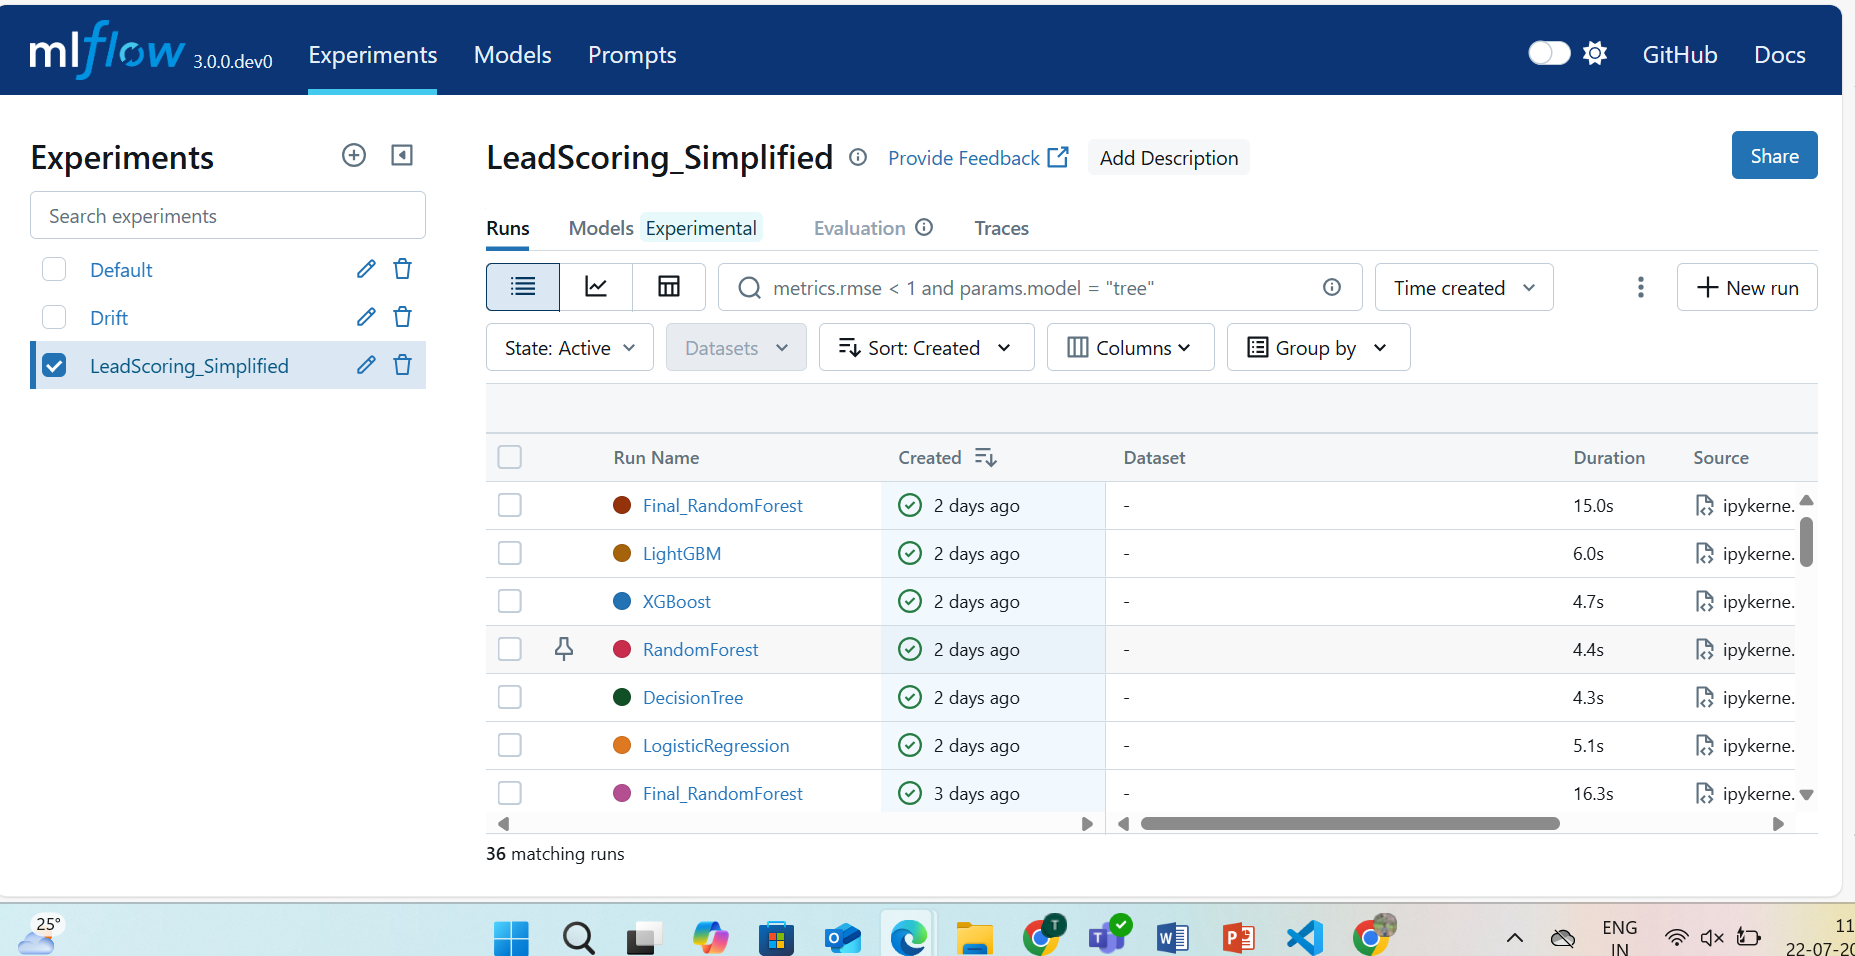 mlflow 3.0.0.dev0 Experiments Models Prompts GitHub Docs
Experiments
Search experiments
Default
Drift
LeadScoring_Simplified
LeadScoring_Simplified Provide Feedback Add Description Share
Runs Models Experimental Evaluation Traces
metrics.rmse < 1 and params.model = "tree" Time created New run
State: Active Datasets Sort: Created Columns Group by
Run Name Created Dataset Duration Source
Final_RandomForest 2 days ago - 15.0s ipykerne.
LightGBM 2 days ago - 6.0s ipykerne.
XGBoost 2 days ago - 4.7s ipykerne.
RandomForest 2 days ago - 4.4s ipykerne.
DecisionTree 2 days ago - 4.3s ipykerne.
LogisticRegression 2 days ago - 5.1s ipykerne.
Final_RandomForest 3 days ago - 16.3s ipykerne.
36 matching runs
25°
T
ENG
IN
11
22-07-20